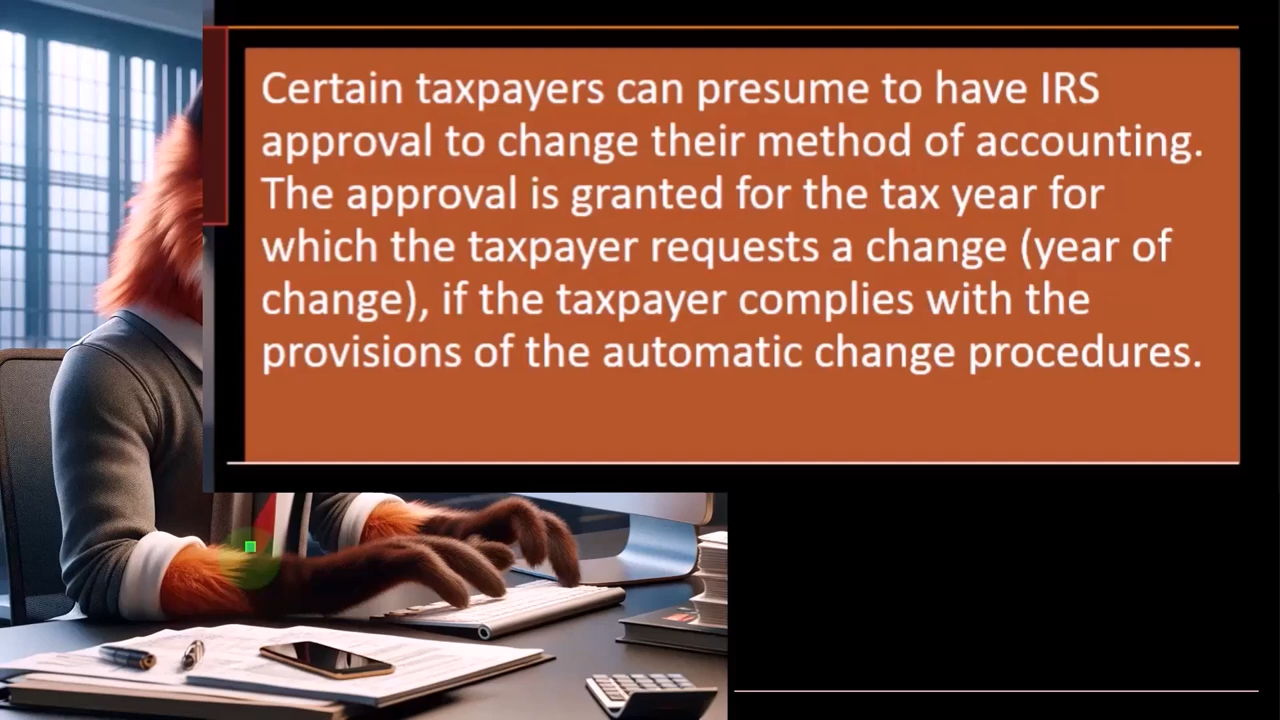 Certain taxpayers can presume to have IRS
approval to change their method of accounting.
The approval is granted for the tax year for
which the taxpayer requests a change (year of
change), if the taxpayer complies with the
provisions of the automatic change procedures.